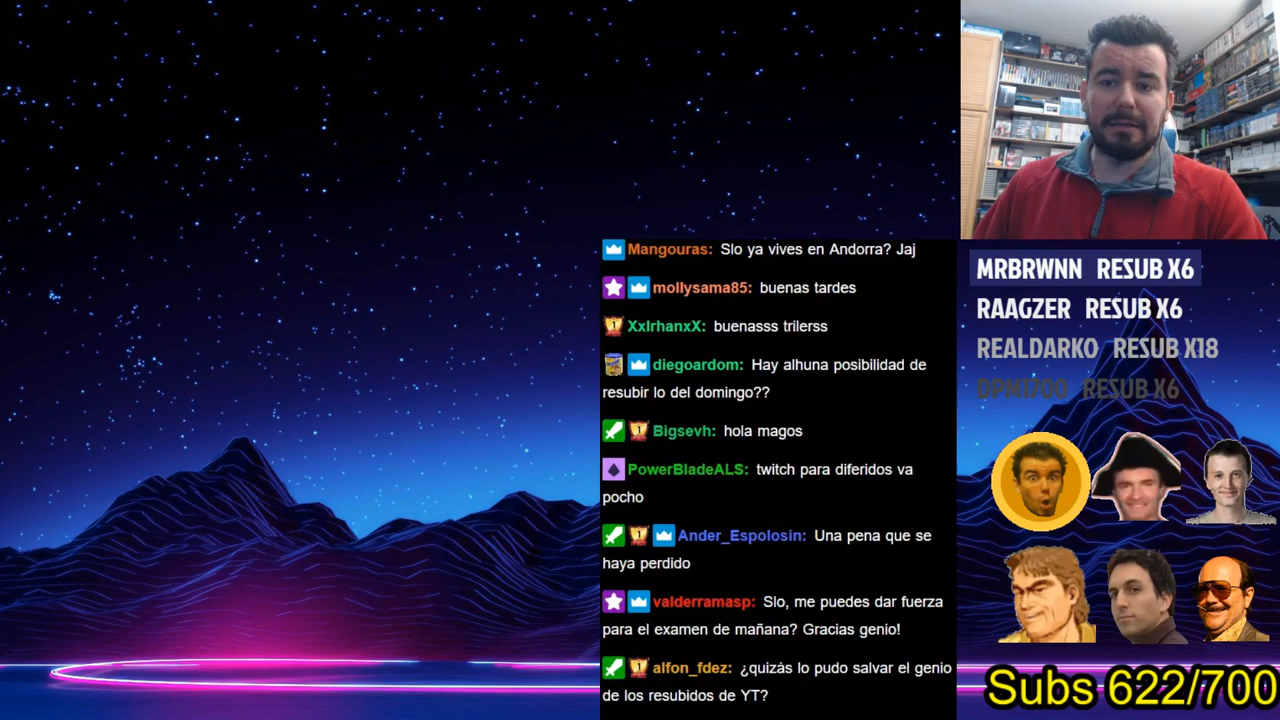 Mangouras: Slo ya vives en Andorra? Jaj
mollysama85: buenas tardes
XxIrhanxX: buenasss trilerss
diegoardom: Hay alhuna posibilidad de
resubir lo del domingo??
Bigsevh: hola magos
PowerBladeALS: twitch para diferidos va
pocho
Ander_Espolosin: Una pena que se
haya perdido
valderramasp: Slo, me puedes dar fuerza
para el examen de mañana? Gracias genio!
alfon_fdez: ¿quizás lo pudo salvar el genio
de los resubidos de YT?
MRBRWNN RESUB X6
RAAGZER RESUB X6
REALDARKO RESUB X18
DPM1700 RESUB X6
Subs 622/700